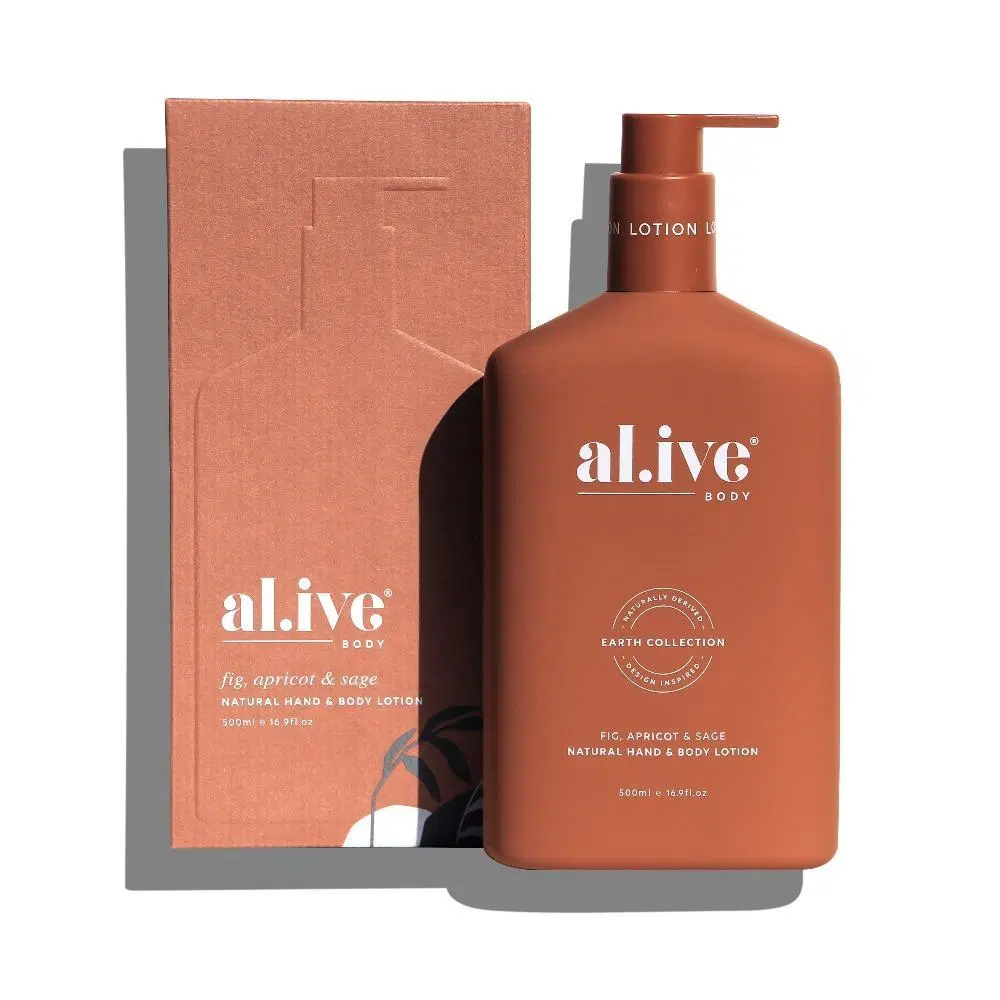 al.ive®
BODY
fig, apricot & sage
NATURAL HAND & BODY LOTION
500ml e 16.9fl.oz
LOTION
al.ive®
BODY
NATURALLY DERIVED
EARTH COLLECTION
DESIGN INSPIRED
FIG, APRICOT & SAGE
NATURAL HAND & BODY LOTION
500ml e 16.9fl.oz